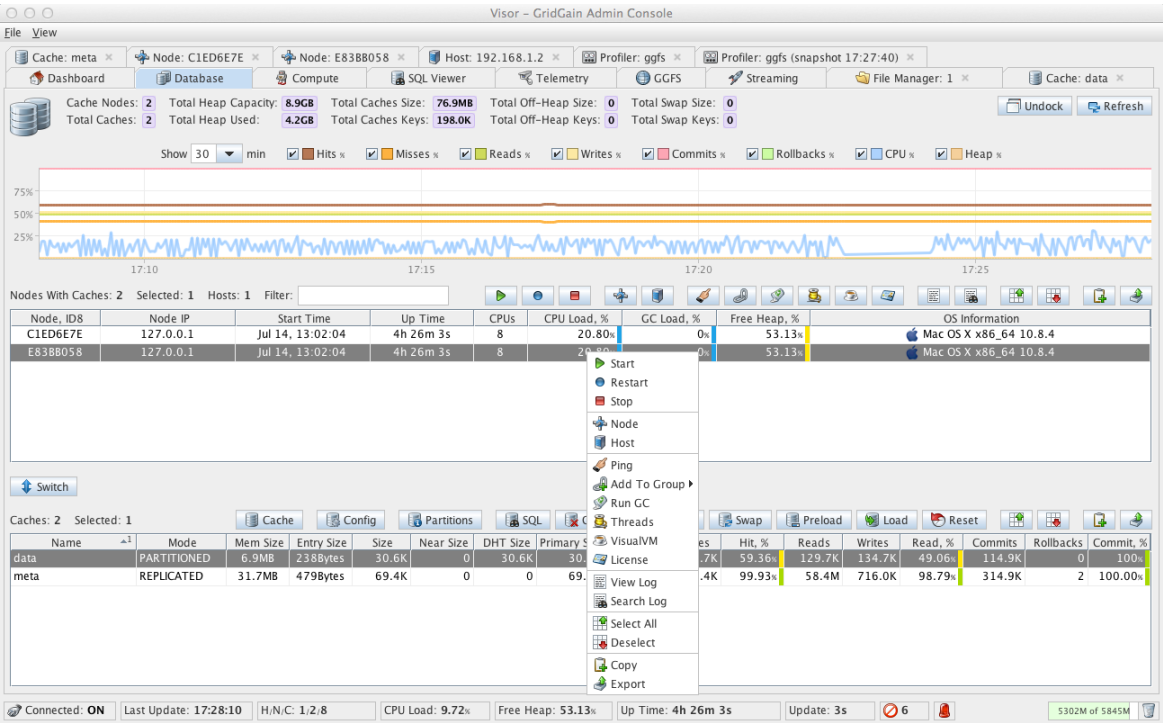 Visor – GridGain Admin Console
File View
Cache: meta Node: C1ED6E7E Node: E83BB058 Host: 192.168.1.2 Profiler: ggfs Profiler: ggfs (snapshot 17:27:40)
Dashboard Database Compute SQL Viewer Telemetry GGFS Streaming File Manager: 1 Cache: data
Cache Nodes: 2 Total Heap Capacity: 8.9GB Total Caches Size: 76.9MB Total Off-Heap Size: 0 Total Swap Size: 0
Total Caches: 2 Total Heap Used: 4.2GB Total Caches Keys: 198.0K Total Off-Heap Keys: 0 Total Swap Keys: 0
Undock Refresh
Show 30 min Hits % Misses % Reads % Writes % Commits % Rollbacks % CPU % Heap %
75%
50%
25%
17:10 17:15 17:20 17:25
Nodes With Caches: 2 Selected: 1 Hosts: 1 Filter:
Node, ID8 Node IP Start Time Up Time CPUs CPU Load, % GC Load, % Free Heap, % OS Information
C1ED6E7E 127.0.0.1 Jul 14, 13:02:04 4h 26m 3s 8 20.80% 0% 53.13% Mac OS X x86_64 10.8.4
E83BB058 127.0.0.1 Jul 14, 13:02:04 4h 26m 3s 8 20.80 0% 53.13% Mac OS X x86_64 10.8.4
Start
Restart
Stop
Node
Host
Ping
Add To Group
Run GC
Threads
VisualVM
License
View Log
Search Log
Select All
Deselect
Copy
Export
Switch
Caches: 2 Selected: 1 Cache Config Partitions SQL Swap Preload Load Reset
Name 1 Mode Mem Size Entry Size Size Near Size DHT Size Primary S es Hit, % Reads Writes Read, % Commits Rollbacks Commit, %
data PARTITIONED 6.9MB 238Bytes 30.6K 0 30.6K 30. .7K 59.36% 129.7K 134.7K 49.06% 114.9K 0 100%
meta REPLICATED 31.7MB 479Bytes 69.4K 0 0 69. .4K 99.93% 58.4M 716.0K 98.79% 314.9K 2 100.00%
Connected: ON Last Update: 17:28:10 H/N/C: 1/2/8 CPU Load: 9.72% Free Heap: 53.13% Up Time: 4h 26m 3s Update: 3s 6 5302M of 5845M